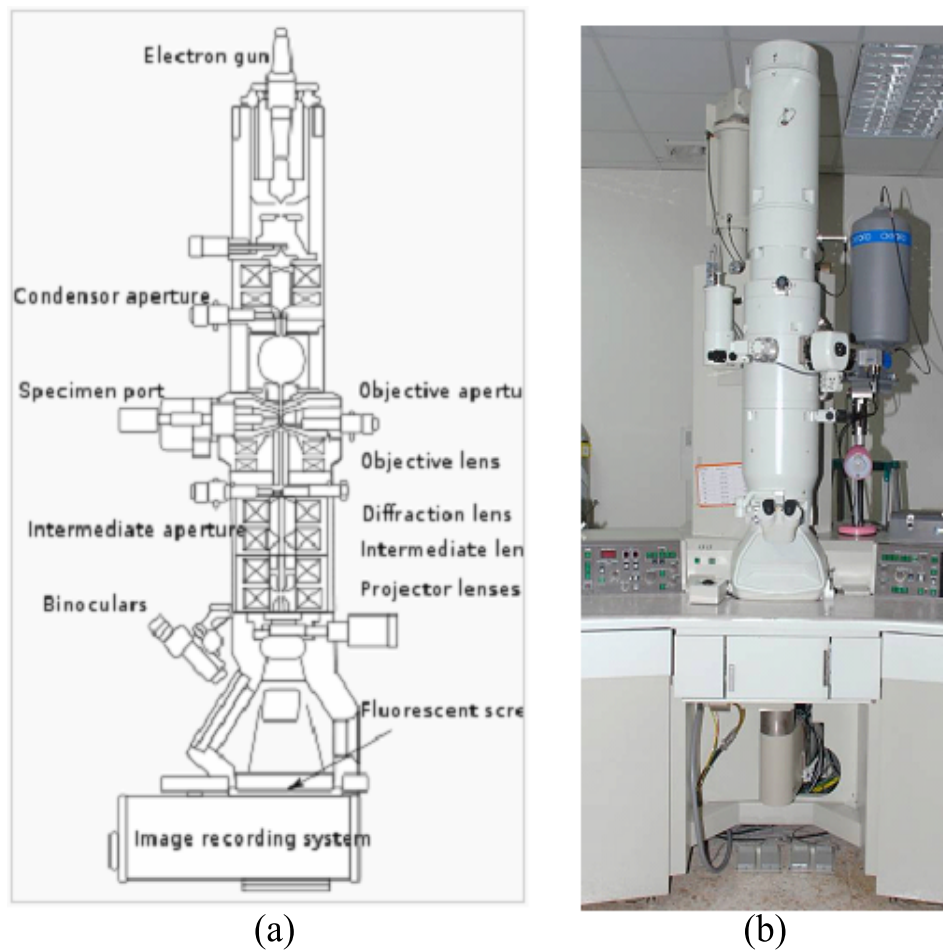 Electron gun
Condensor aperture
Specimen port
Objective apertu
Objective lens
Intermediate aperture
Diffraction lens
Intermediate len
Projector lenses
Binoculars
Fluorescent scre
Image recording system
(a)
(b)